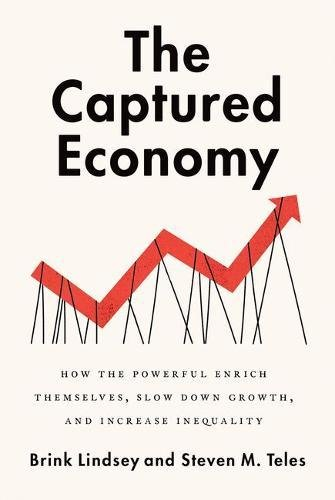 The
Captured
Economy
HOW THE POWERFUL ENRICH
THEMSELVES, SLOW DOWN GROWTH,
AND INCREASE INEQUALITY
Brink Lindsey and Steven M. Teles